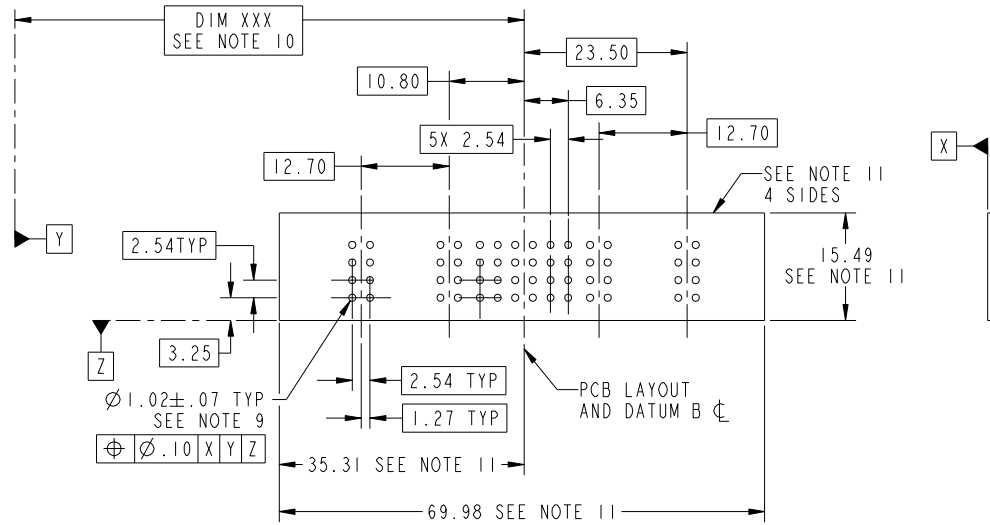 DIM XXX
SEE NOTE 10
23.50
10.80
6.35
5X 2.54
12.70
12.70
X
SEE NOTE 11
4 SIDES
Y
2.54TYP
15.49
SEE NOTE 11
Z
3.25
2.54 TYP
Ø1.02±.07 TYP
SEE NOTE 9
1.27 TYP
PCB LAYOUT
AND DATUM B ℄
⌖ Ø.10 X Y Z
35.31 SEE NOTE 11
69.98 SEE NOTE 11